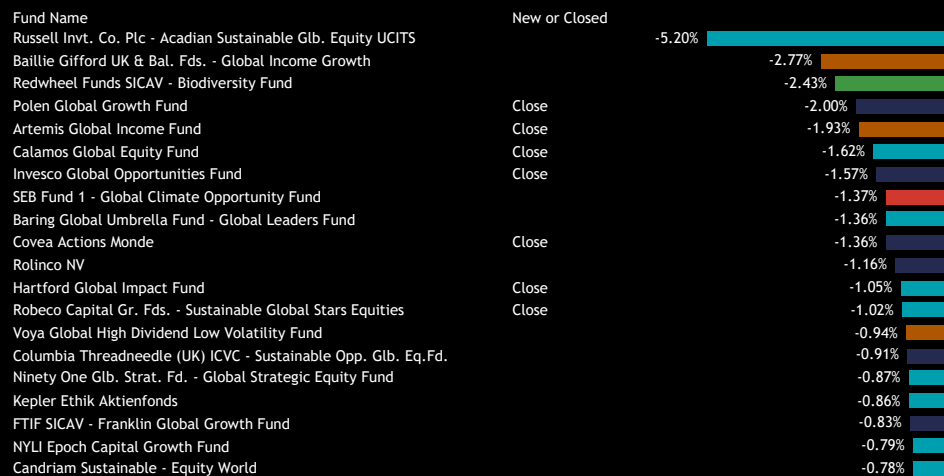 Fund Name New or Closed
Russell Invt. Co. Plc - Acadian Sustainable Glb. Equity UCITS -5.20%
Baillie Gifford UK & Bal. Fds. - Global Income Growth -2.77%
Redwheel Funds SICAV - Biodiversity Fund -2.43%
Polen Global Growth Fund Close -2.00%
Artemis Global Income Fund Close -1.93%
Calamos Global Equity Fund Close -1.62%
Invesco Global Opportunities Fund Close -1.57%
SEB Fund 1 - Global Climate Opportunity Fund -1.37%
Baring Global Umbrella Fund - Global Leaders Fund -1.36%
Covea Actions Monde Close -1.36%
Rolinco NV -1.16%
Hartford Global Impact Fund Close -1.05%
Robeco Capital Gr. Fds. - Sustainable Global Stars Equities Close -1.02%
Voya Global High Dividend Low Volatility Fund -0.94%
Columbia Threadneedle (UK) ICVC - Sustainable Opp. Glb. Eq.Fd. -0.91%
Ninety One Glb. Strat. Fd. - Global Strategic Equity Fund -0.87%
Kepler Ethik Aktienfonds -0.86%
FTIF SICAV - Franklin Global Growth Fund -0.83%
NYLI Epoch Capital Growth Fund -0.79%
Candriam Sustainable - Equity World -0.78%